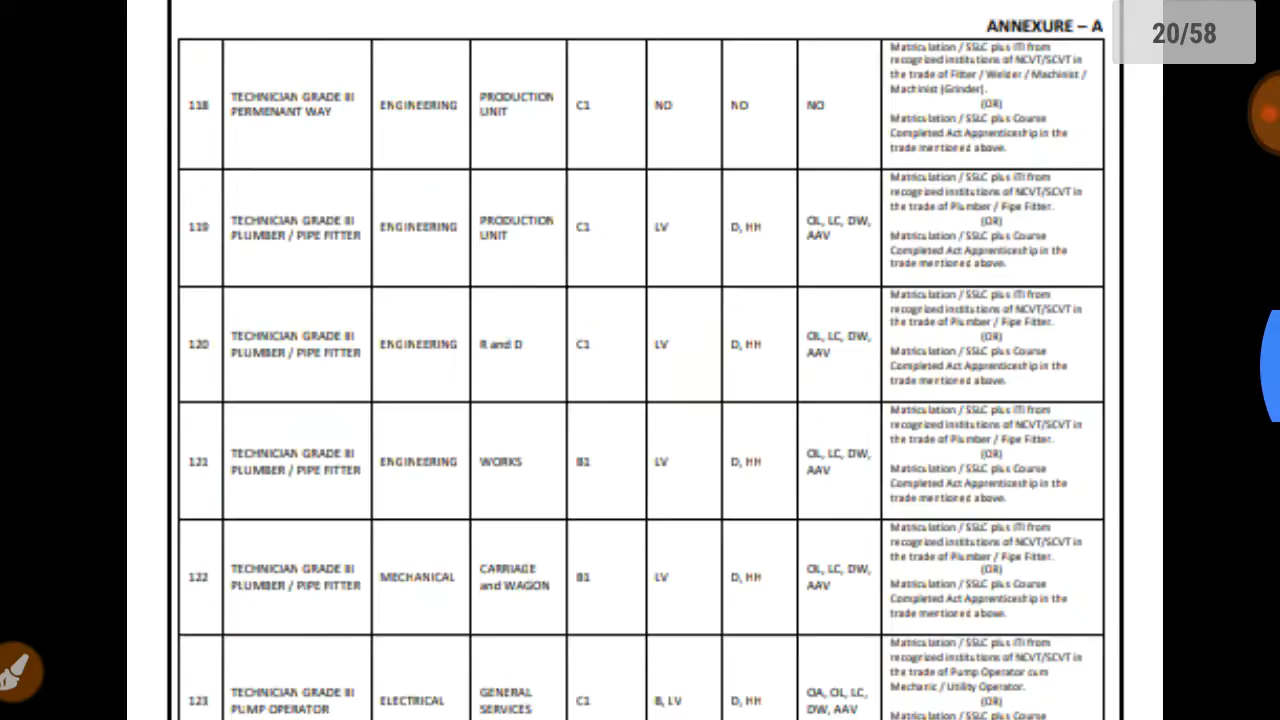 20/58
ANNEXURE – A
118
TECHNICIAN GRADE III
PERMENANT WAY
ENGINEERING
PRODUCTION
UNIT
C1
NO
NO
NO
Matriculation / SSLC plus ITI from
recognized institutions of NCVT/SCVT in
the trade of Fitter / Welder / Machinist /
Machinist (Grinder).
(OR)
Matriculation / SSLC plus Course
Completed Act Apprenticeship in the
trade mentioned above.
119
TECHNICIAN GRADE III
PLUMBER / PIPE FITTER
ENGINEERING
PRODUCTION
UNIT
C1
LV
D, HH
OL, LC, DW,
AAV
Matriculation / SSLC plus ITI from
recognized institutions of NCVT/SCVT in
the trade of Plumber / Pipe Fitter.
(OR)
Matriculation / SSLC plus Course
Completed Act Apprenticeship in the
trade mentioned above.
120
TECHNICIAN GRADE III
PLUMBER / PIPE FITTER
ENGINEERING
R and D
C1
LV
D, HH
OL, LC, DW,
AAV
Matriculation / SSLC plus ITI from
recognized institutions of NCVT/SCVT in
the trade of Plumber / Pipe Fitter.
(OR)
Matriculation / SSLC plus Course
Completed Act Apprenticeship in the
trade mentioned above.
121
TECHNICIAN GRADE III
PLUMBER / PIPE FITTER
ENGINEERING
WORKS
B1
LV
D, HH
OL, LC, DW,
AAV
Matriculation / SSLC plus ITI from
recognized institutions of NCVT/SCVT in
the trade of Plumber / Pipe Fitter.
(OR)
Matriculation / SSLC plus Course
Completed Act Apprenticeship in the
trade mentioned above.
122
TECHNICIAN GRADE III
PLUMBER / PIPE FITTER
MECHANICAL
CARRIAGE
and WAGON
B1
LV
D, HH
OL, LC, DW,
AAV
Matriculation / SSLC plus ITI from
recognized institutions of NCVT/SCVT in
the trade of Plumber / Pipe Fitter.
(OR)
Matriculation / SSLC plus Course
Completed Act Apprenticeship in the
trade mentioned above.
123
TECHNICIAN GRADE III
PUMP OPERATOR
ELECTRICAL
GENERAL
SERVICES
C1
B, LV
D, HH
OA, OL, LC,
DW, AAV
Matriculation / SSLC plus ITI from
recognized institutions of NCVT/SCVT in
the trade of Pump Operator cum
Mechanic / Utility Operator.
(OR)
Matriculation / SSLC plus Course